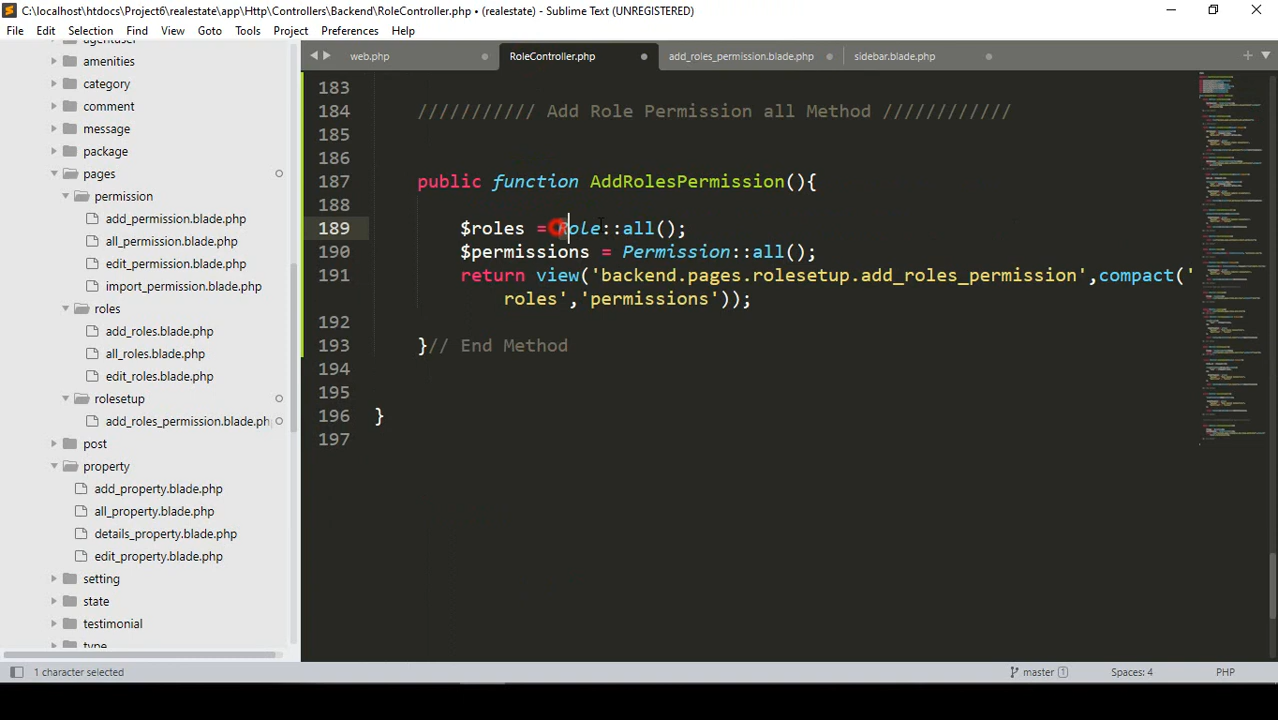 C:\localhost\htdocs\Project6\realestate\app\Http\Controllers\Backend\RoleController.php • (realestate) - Sublime Text (UNREGISTERED)
File Edit Selection Find View Goto Tools Project Preferences Help
web.php RoleController.php add_roles_permission.blade.php sidebar.blade.php
amenities
category
comment
message
package
pages
permission
add_permission.blade.php
all_permission.blade.php
edit_permission.blade.php
import_permission.blade.php
roles
add_roles.blade.php
all_roles.blade.php
edit_roles.blade.php
rolesetup
add_roles_permission.blade.ph
post
property
add_property.blade.php
all_property.blade.php
details_property.blade.php
edit_property.blade.php
setting
state
testimonial
type
183
184 /////////// Add Role Permission all Method ////////////
185
186
187 public function AddRolesPermission(){
188
189 $roles = Role::all();
190 $permissions = Permission::all();
191 return view('backend.pages.rolesetup.add_roles_permission',compact('
roles','permissions'));
192
193 }// End Method
194
195
196 }
197
1 character selected master 1 Spaces: 4 PHP